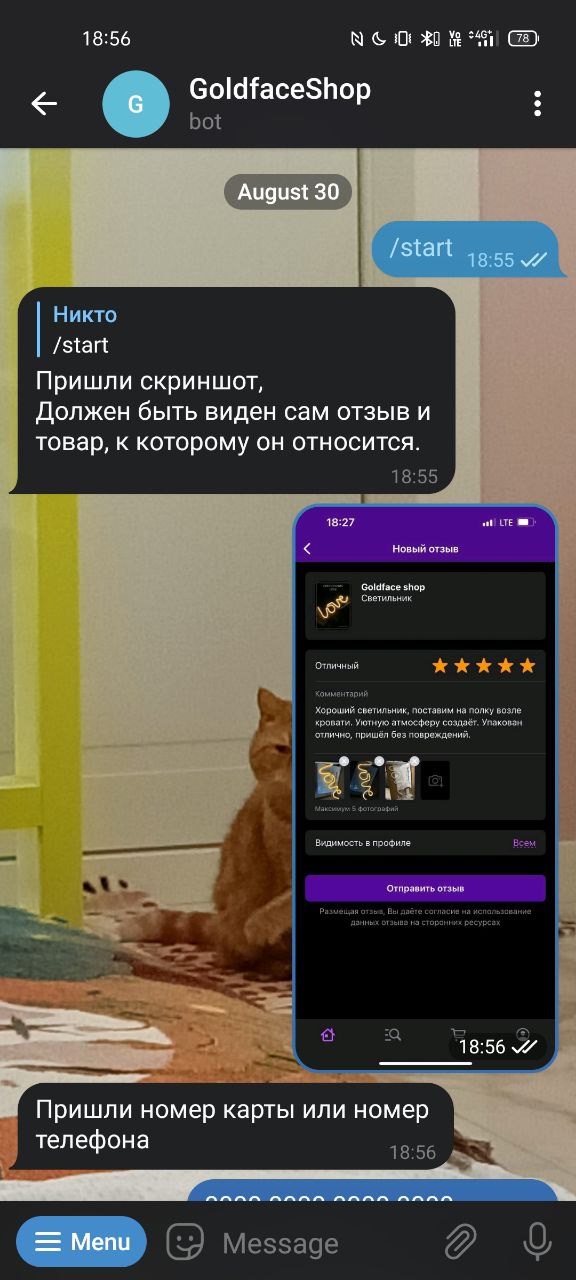 18:56
Vo
LTE
4G+
78
G
GoldfaceShop
bot
August 30
/start
18:55
Никто
/start
Пришли скриншот,
Должен быть виден сам отзыв и
товар, к которому он относится.
18:55
18:27
LTE
Новый отзыв
Goldface shop
Светильник
love
Отличный
Комментарий
Хороший светильник, поставим на полку возле
кровати. Уютную атмосферу создаёт. Упакован
отлично, пришёл без повреждений.
Максимум 5 фотографий
Видимость в профиле
Всем
Отправить отзыв
Размещая отзыв, Вы даёте согласие на использование
данных отзыва на сторонних ресурсах
18:56
Пришли номер карты или номер
телефона
18:56
Menu
Message